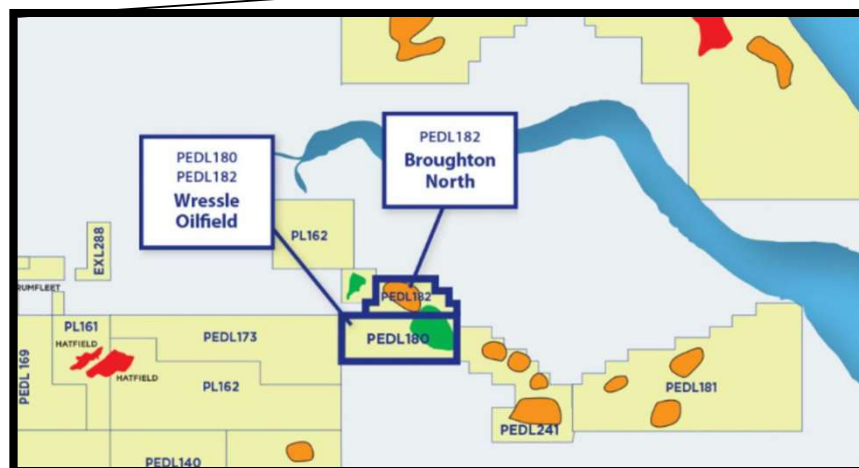 PEDL180
PEDL182
Wressle
Oilfield
PEDL182
Broughton
North
EXL288
PL162
RUMFLEET
PEDL182
PL161
HATFIELD
PEDL173
PEDL180
PEDL 169
HATFIELD
PL162
PEDL181
PEDL241
PEDL140